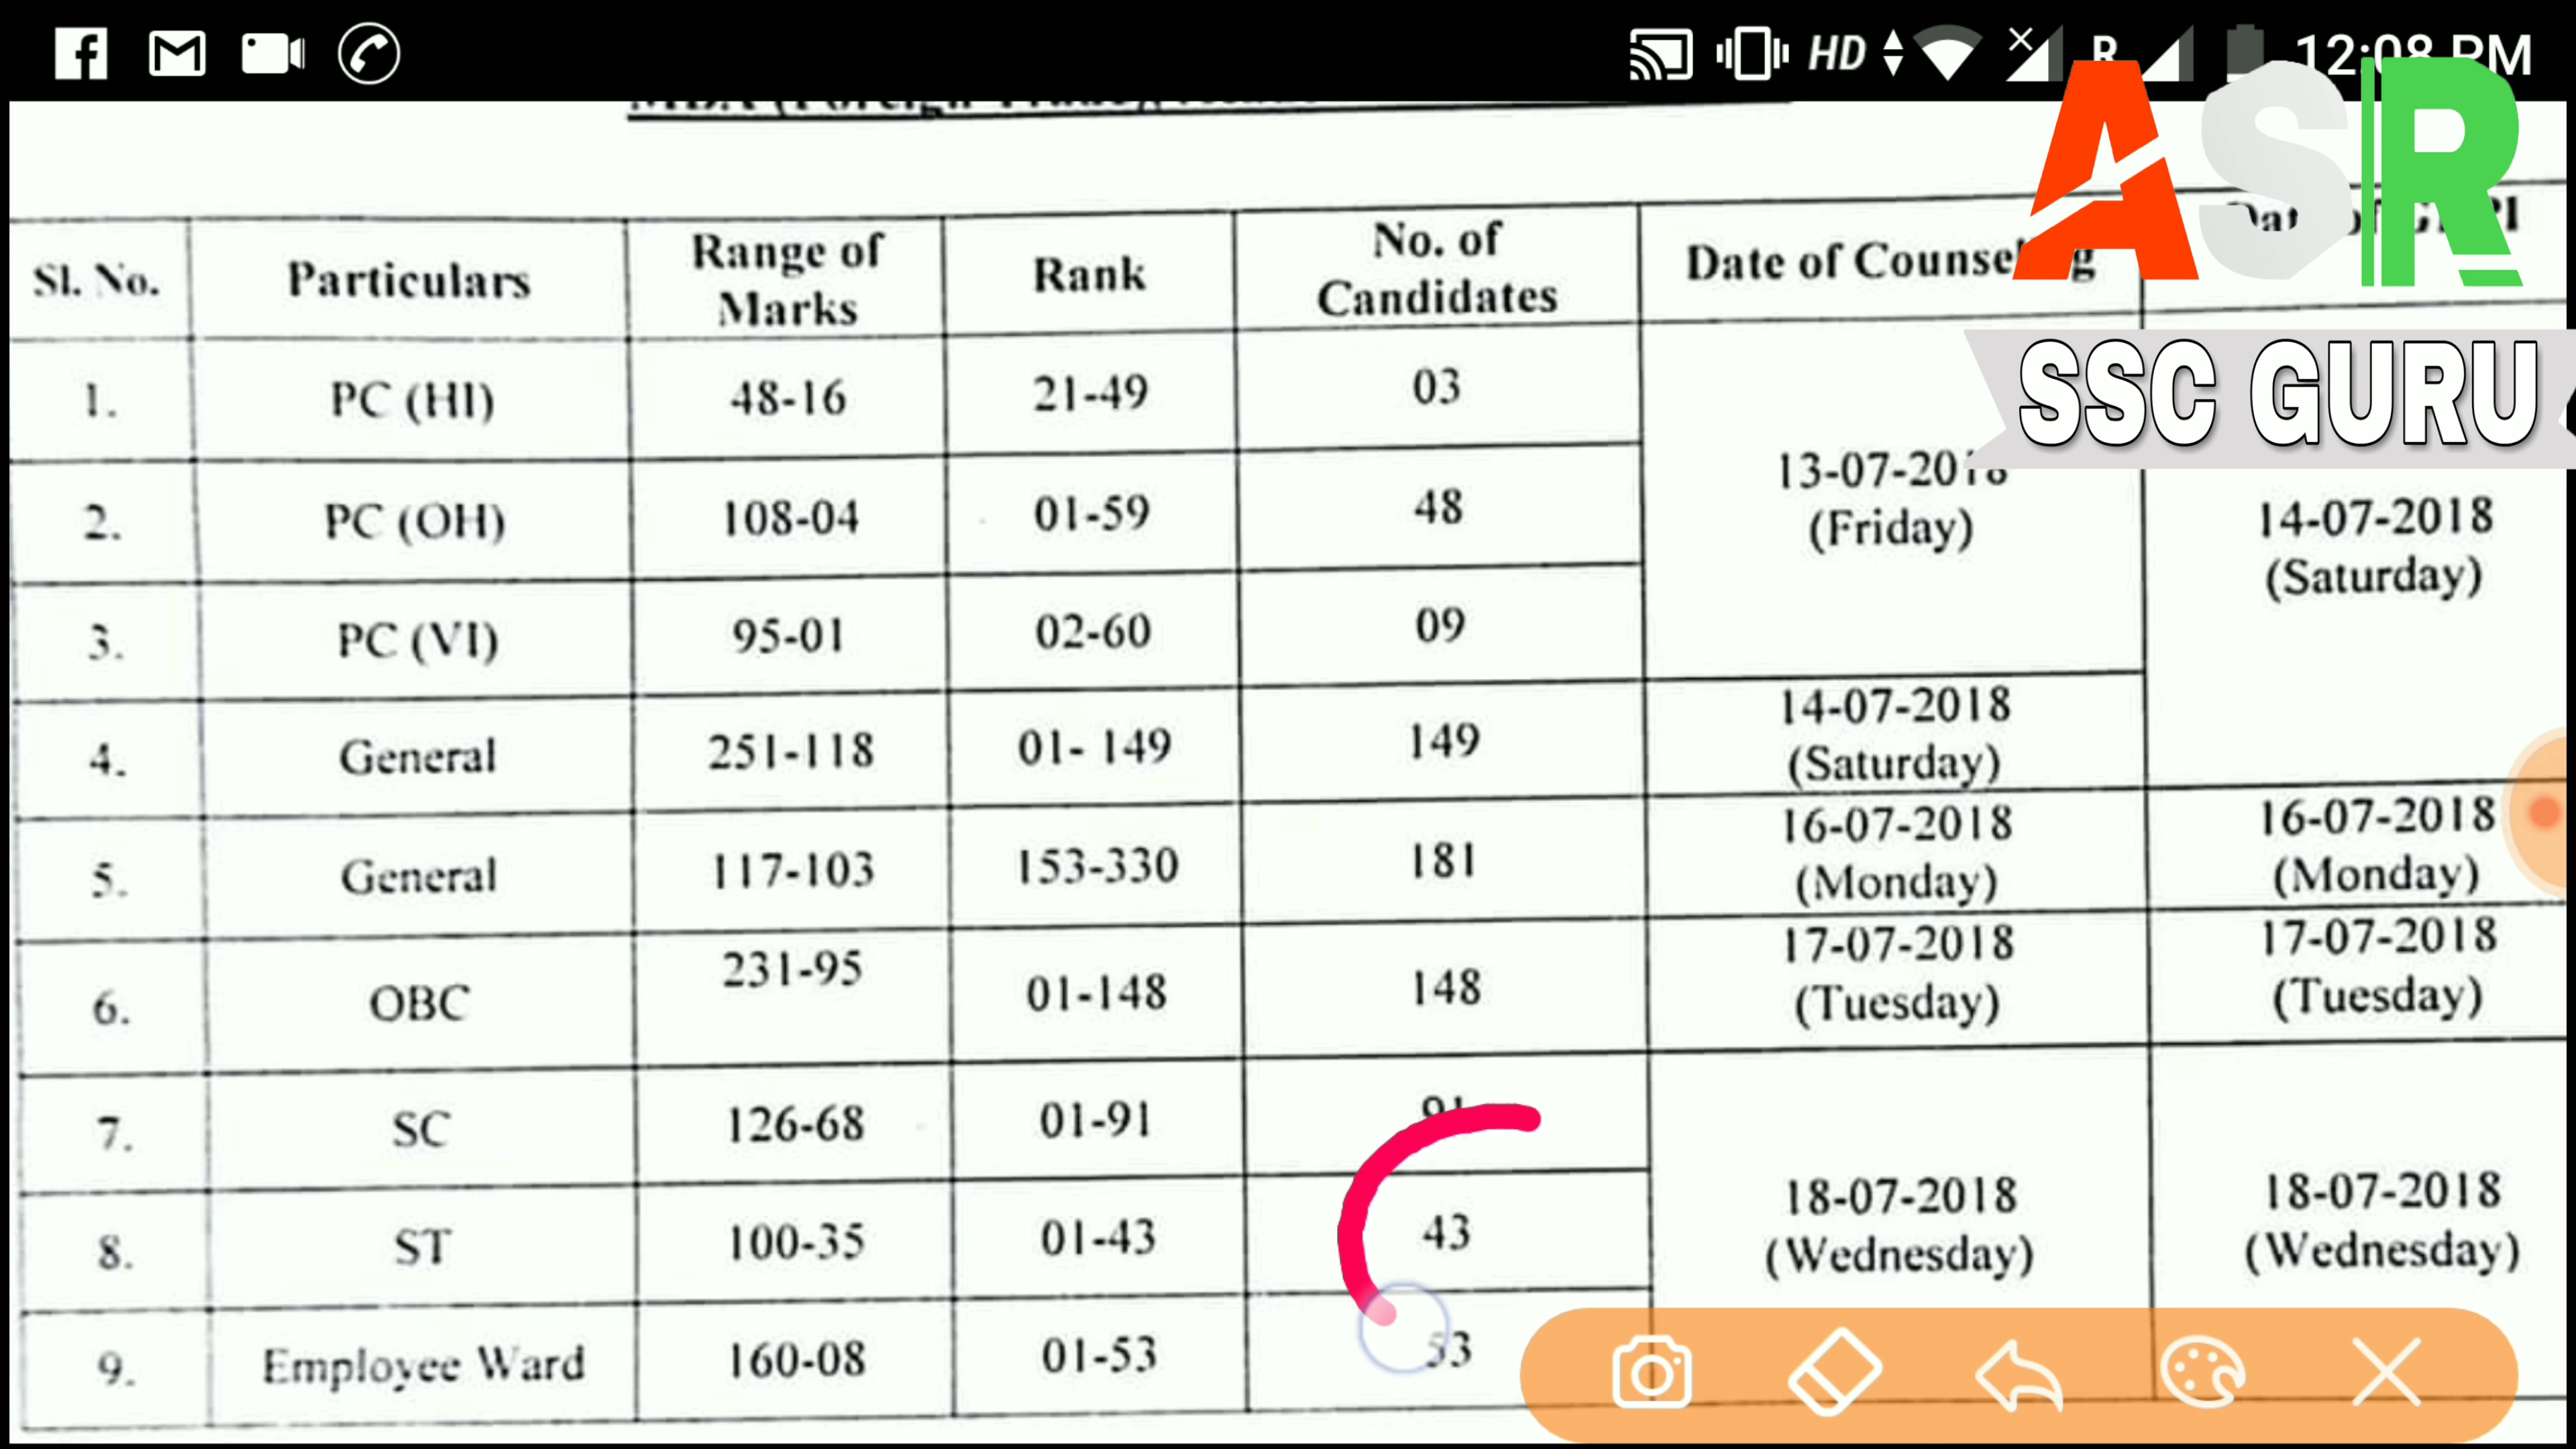 HD R 12:08 PM
ASR
SSC GURU
Sl. No. Particulars Range of Marks Rank No. of Candidates Date of
1. PC (HI) 48-16 21-49 03 13-07-2018 (Friday) 14-07-2018 (Saturday)
2. PC (OH) 108-04 01-59 48
3. PC (VI) 95-01 02-60 09
4. General 251-118 01- 149 149 14-07-2018 (Saturday)
5. General 117-103 153-330 181 16-07-2018 (Monday) 16-07-2018 (Monday)
6. OBC 231-95 01-148 148 17-07-2018 (Tuesday) 17-07-2018 (Tuesday)
7. SC 126-68 01-91 91 18-07-2018 (Wednesday) 18-07-2018 (Wednesday)
8. ST 100-35 01-43 43
9. Employee Ward 160-08 01-53 53